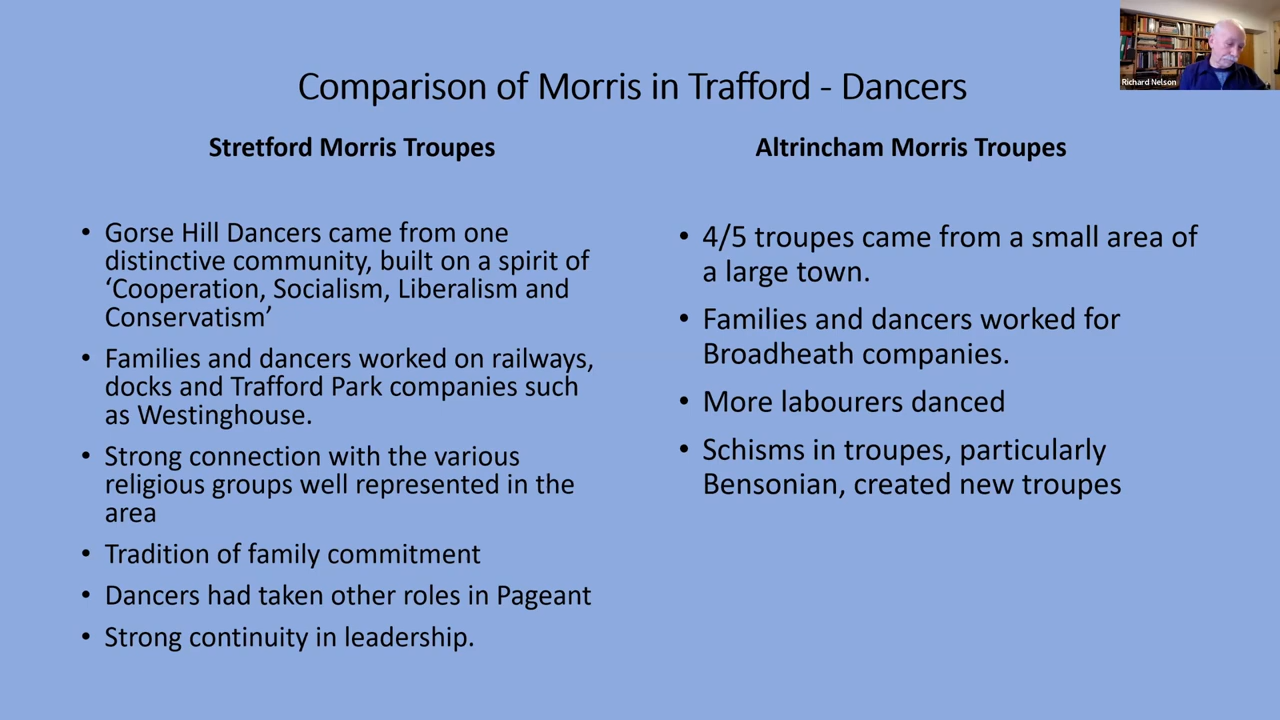 Richard Nelson
Comparison of Morris in Trafford - Dancers
Stretford Morris Troupes
• Gorse Hill Dancers came from one
distinctive community, built on a spirit of
‘Cooperation, Socialism, Liberalism and
Conservatism’
• Families and dancers worked on railways,
docks and Trafford Park companies such
as Westinghouse.
• Strong connection with the various
religious groups well represented in the
area
• Tradition of family commitment
• Dancers had taken other roles in Pageant
• Strong continuity in leadership.
Altrincham Morris Troupes
• 4/5 troupes came from a small area of
a large town.
• Families and dancers worked for
Broadheath companies.
• More labourers danced
• Schisms in troupes, particularly
Bensonian, created new troupes